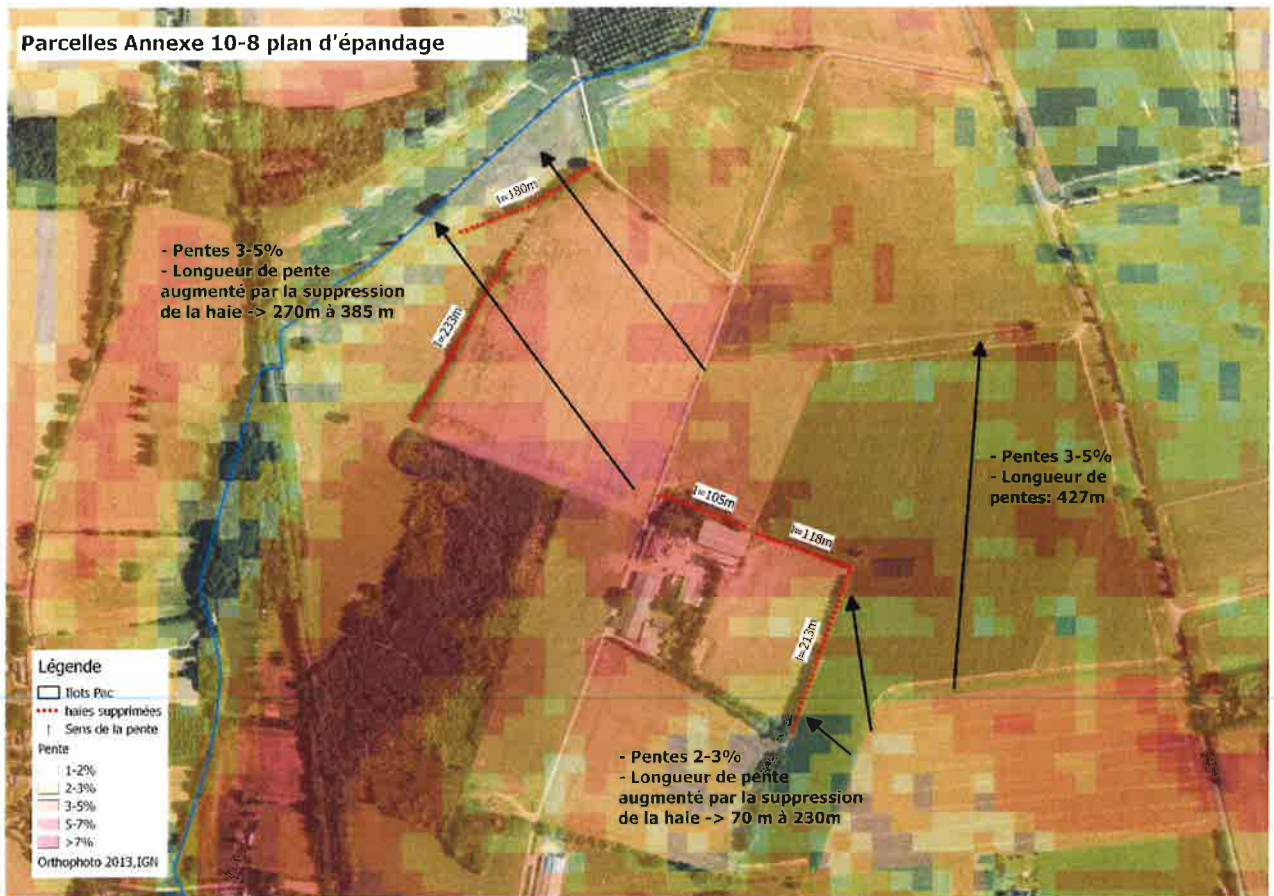 Parcelles Annexe 10-8 plan d'épandage
l=180m
- Pentes 3-5%
- Longueur de pente
augmenté par la suppression
de la haie -> 270m à 385 m
l=233m
- Pentes 3-5%
- Longueur de
pentes: 427m
l=105m
l=118m
l=213m
- Pentes 2-3%
- Longueur de pente
augmenté par la suppression
de la haie -> 70 m à 230m
Légende
Ilots Pac
haies supprimées
Sens de la pente
Pente
1-2%
2-3%
3-5%
5-7%
>7%
Orthophoto 2013,IGN